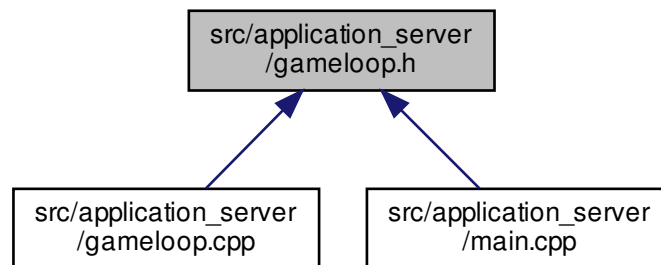 src/application_server
/gameloop.h
src/application_server
/gameloop.cpp
src/application_server
/main.cpp